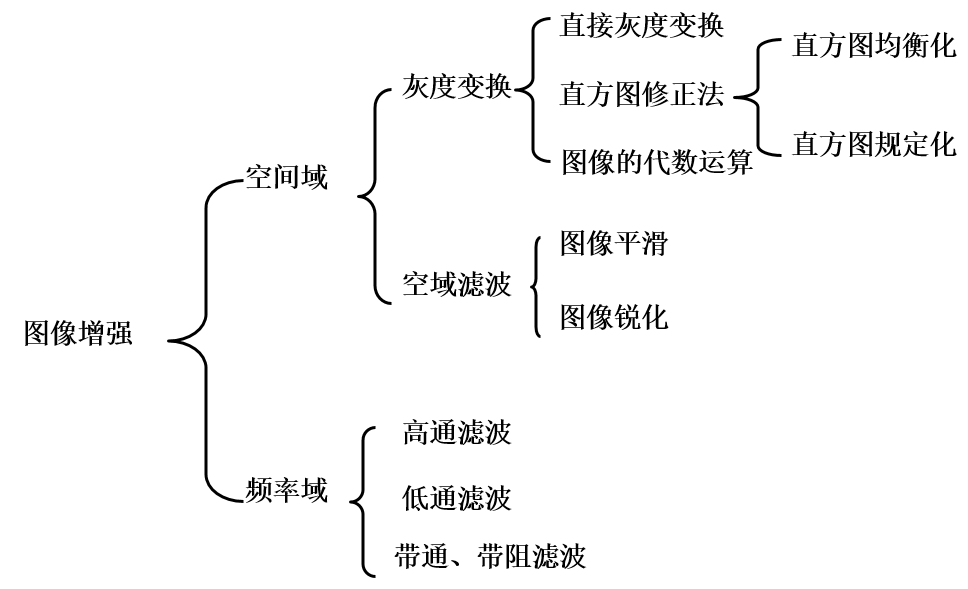 图像增强
空间域
灰度变换
直接灰度变换
直方图修正法
直方图均衡化
直方图规定化
图像的代数运算
空域滤波
图像平滑
图像锐化
频率域
高通滤波
低通滤波
带通、带阻滤波